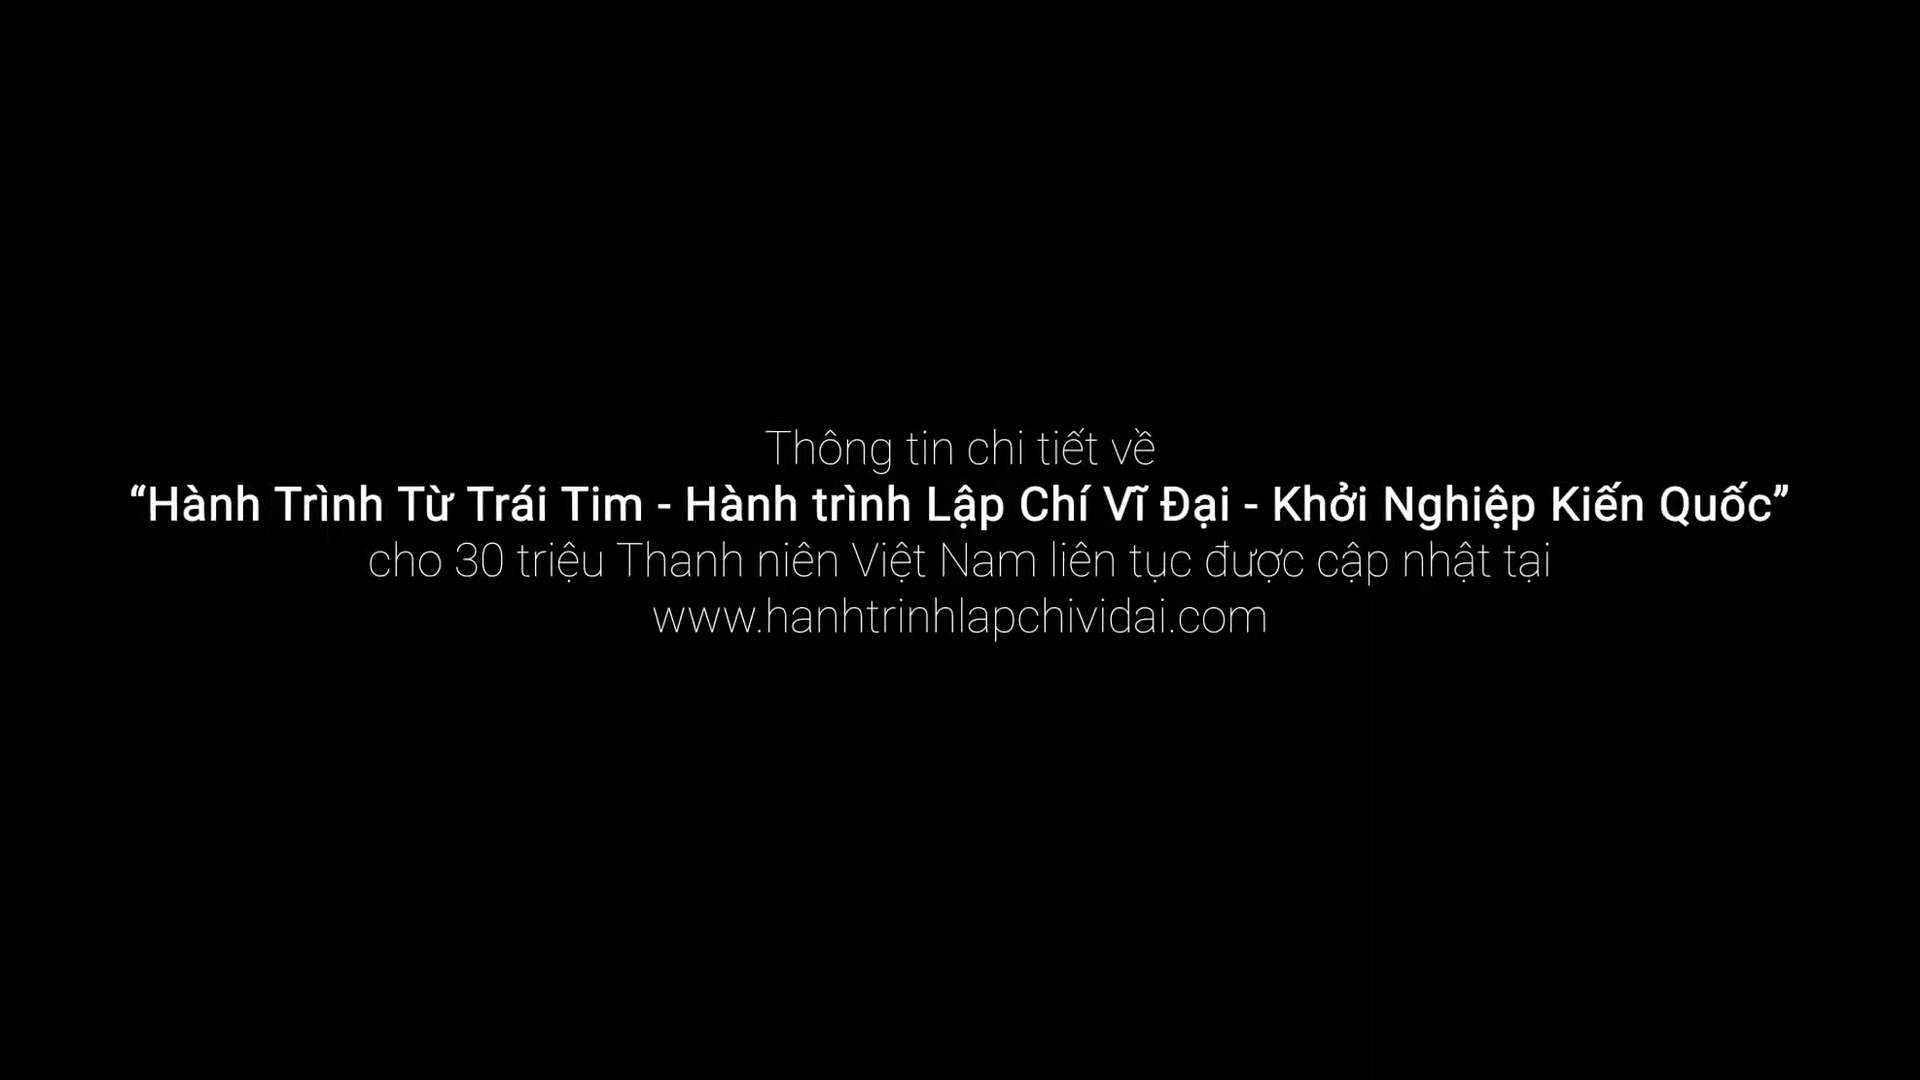 Thông tin chi tiết về
“Hành Trình Từ Trái Tim - Hành trình Lập Chí Vĩ Đại - Khởi Nghiệp Kiến Quốc”
cho 30 triệu Thanh niên Việt Nam liên tục được cập nhật tại
www.hanhtrinhlapchividai.com